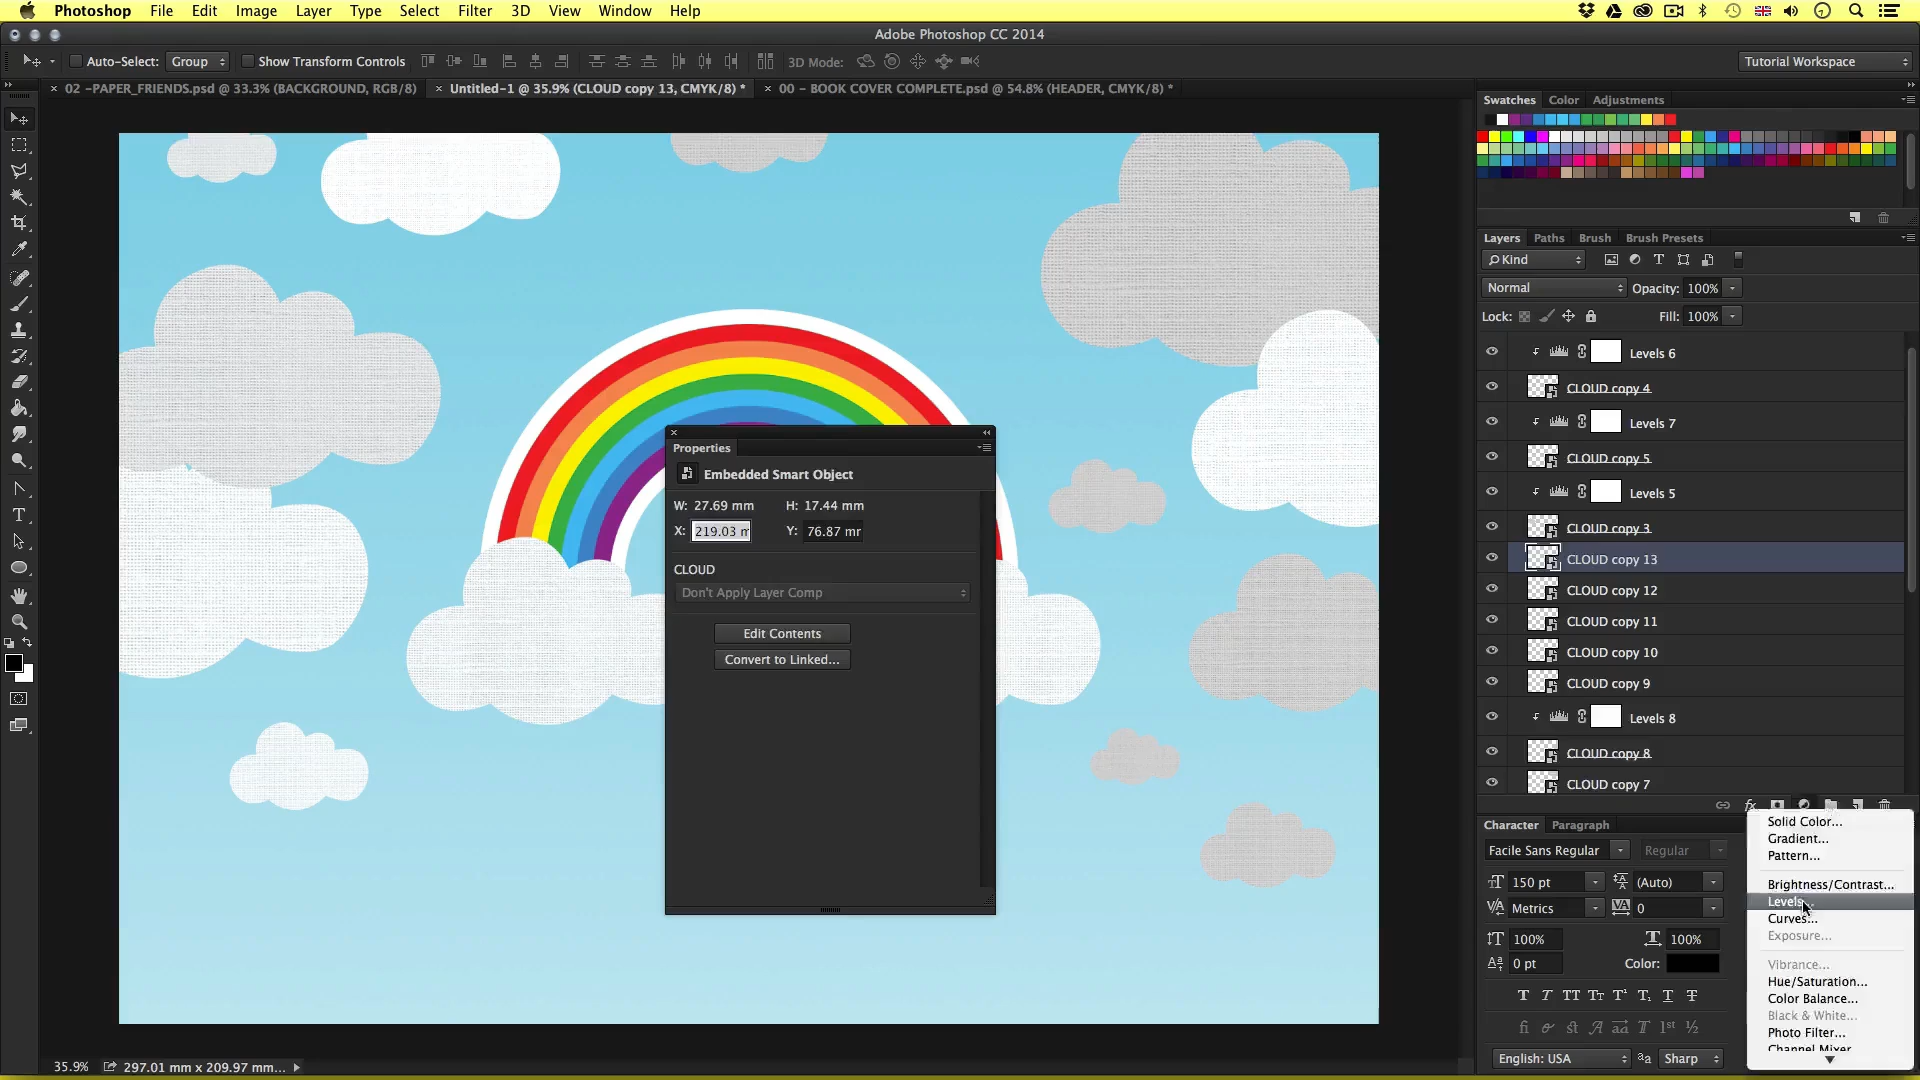 Photoshop File Edit Image Layer Type Select Filter 3D View Window Help
Adobe Photoshop CC 2014
Auto-Select: Group Show Transform Controls 3D Mode: Tutorial Workspace
× 02 -PAPER_FRIENDS.psd @ 33.3% (BACKGROUND, RGB/8) × Untitled-1 @ 35.9% (CLOUD copy 13, CMYK/8) * × 00 - BOOK COVER COMPLETE.psd @ 54.8% (HEADER, CMYK/8) *
Swatches Color Adjustments
Layers Paths Brush Brush Presets
Kind
Normal Opacity: 100%
Lock: Fill: 100%
Levels 6
CLOUD copy 4
Levels 7
CLOUD copy 5
Levels 5
CLOUD copy 3
CLOUD copy 13
CLOUD copy 12
CLOUD copy 11
CLOUD copy 10
CLOUD copy 9
Levels 8
CLOUD copy 8
CLOUD copy 7
Properties
Embedded Smart Object
W: 27.69 mm H: 17.44 mm
X: 219.03 m Y: 76.87 mr
CLOUD
Don't Apply Layer Comp
Edit Contents
Convert to Linked...
Character Paragraph
Facile Sans Regular Regular
150 pt (Auto)
Metrics 0
100% 100%
0 pt Color:
English: USA Sharp
Solid Color...
Gradient...
Pattern...
Brightness/Contrast...
Levels...
Curves...
Exposure...
Vibrance...
Hue/Saturation...
Color Balance...
Black & White...
Photo Filter...
Channel Mixer
35.9% 297.01 mm x 209.97 mm...